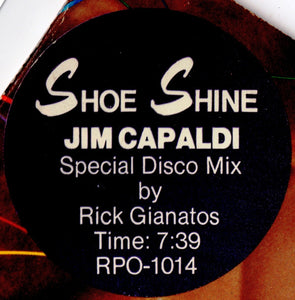 SHOE SHINE
JIM CAPALDI
Special Disco Mix
by
Rick Gianatos
Time: 7:39
RPO-1014